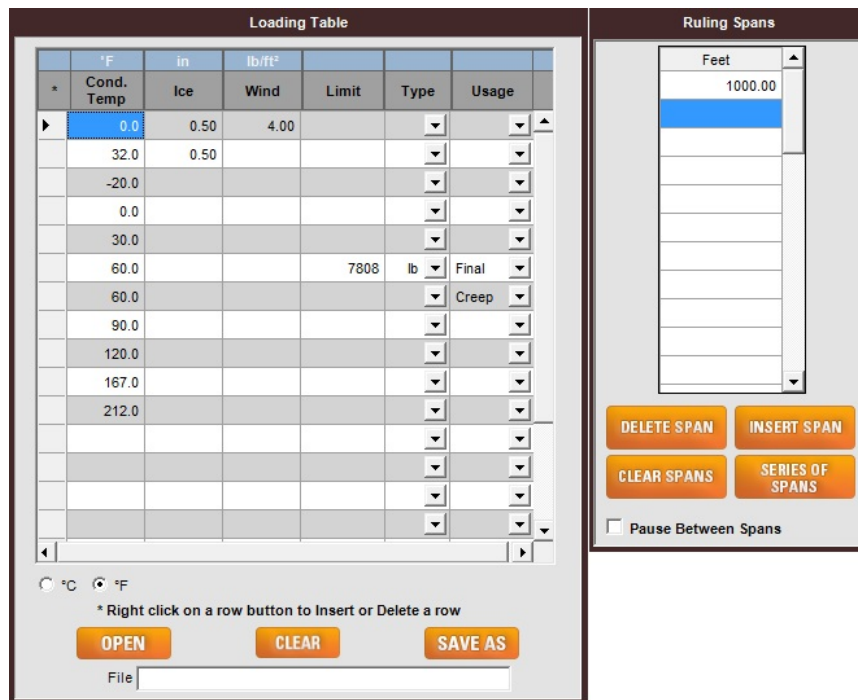 Loading Table
°F in lb/ft²
* Cond. Temp Ice Wind Limit Type Usage
0.0 0.50 4.00
32.0 0.50
-20.0
0.0
30.0
60.0 7808 lb Final
60.0 Creep
90.0
120.0
167.0
212.0
°C °F
* Right click on a row button to Insert or Delete a row
OPEN CLEAR SAVE AS
File
Ruling Spans
Feet
1000.00
DELETE SPAN INSERT SPAN
CLEAR SPANS SERIES OF SPANS
Pause Between Spans